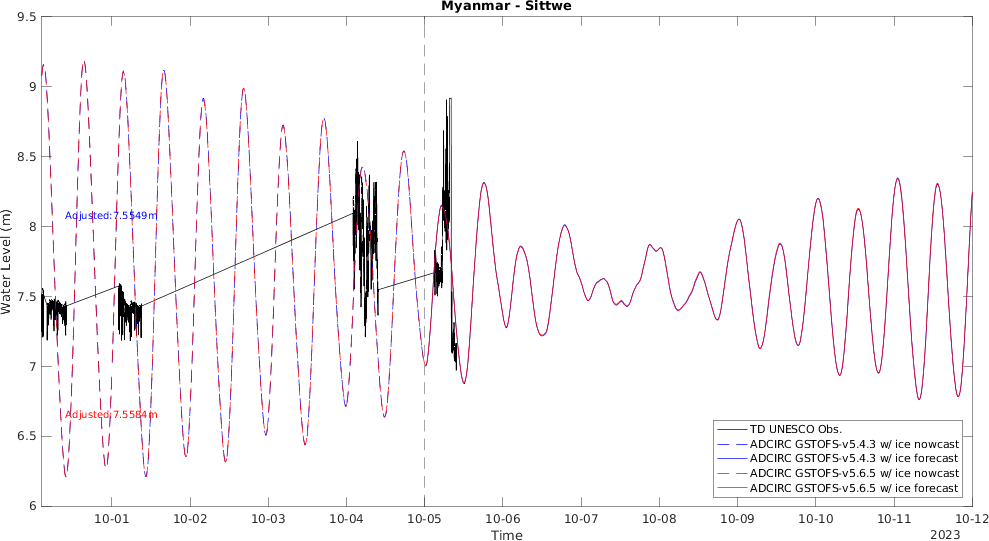 Myanmar - Sittwe
9.5
9
8.5
8
7.5
7
6.5
6
Water Level (m)
Adjusted:7.5549m
Adjusted:7.5584m
TD UNESCO Obs.
ADCIRC GSTOFS-v5.4.3 w/ ice nowcast
ADCIRC GSTOFS-v5.4.3 w/ ice forecast
ADCIRC GSTOFS-v5.6.5 w/ ice nowcast
ADCIRC GSTOFS-v5.6.5 w/ ice forecast
10-01 10-02 10-03 10-04 10-05 10-06 10-07 10-08 10-09 10-10 10-11 10-12
Time
2023